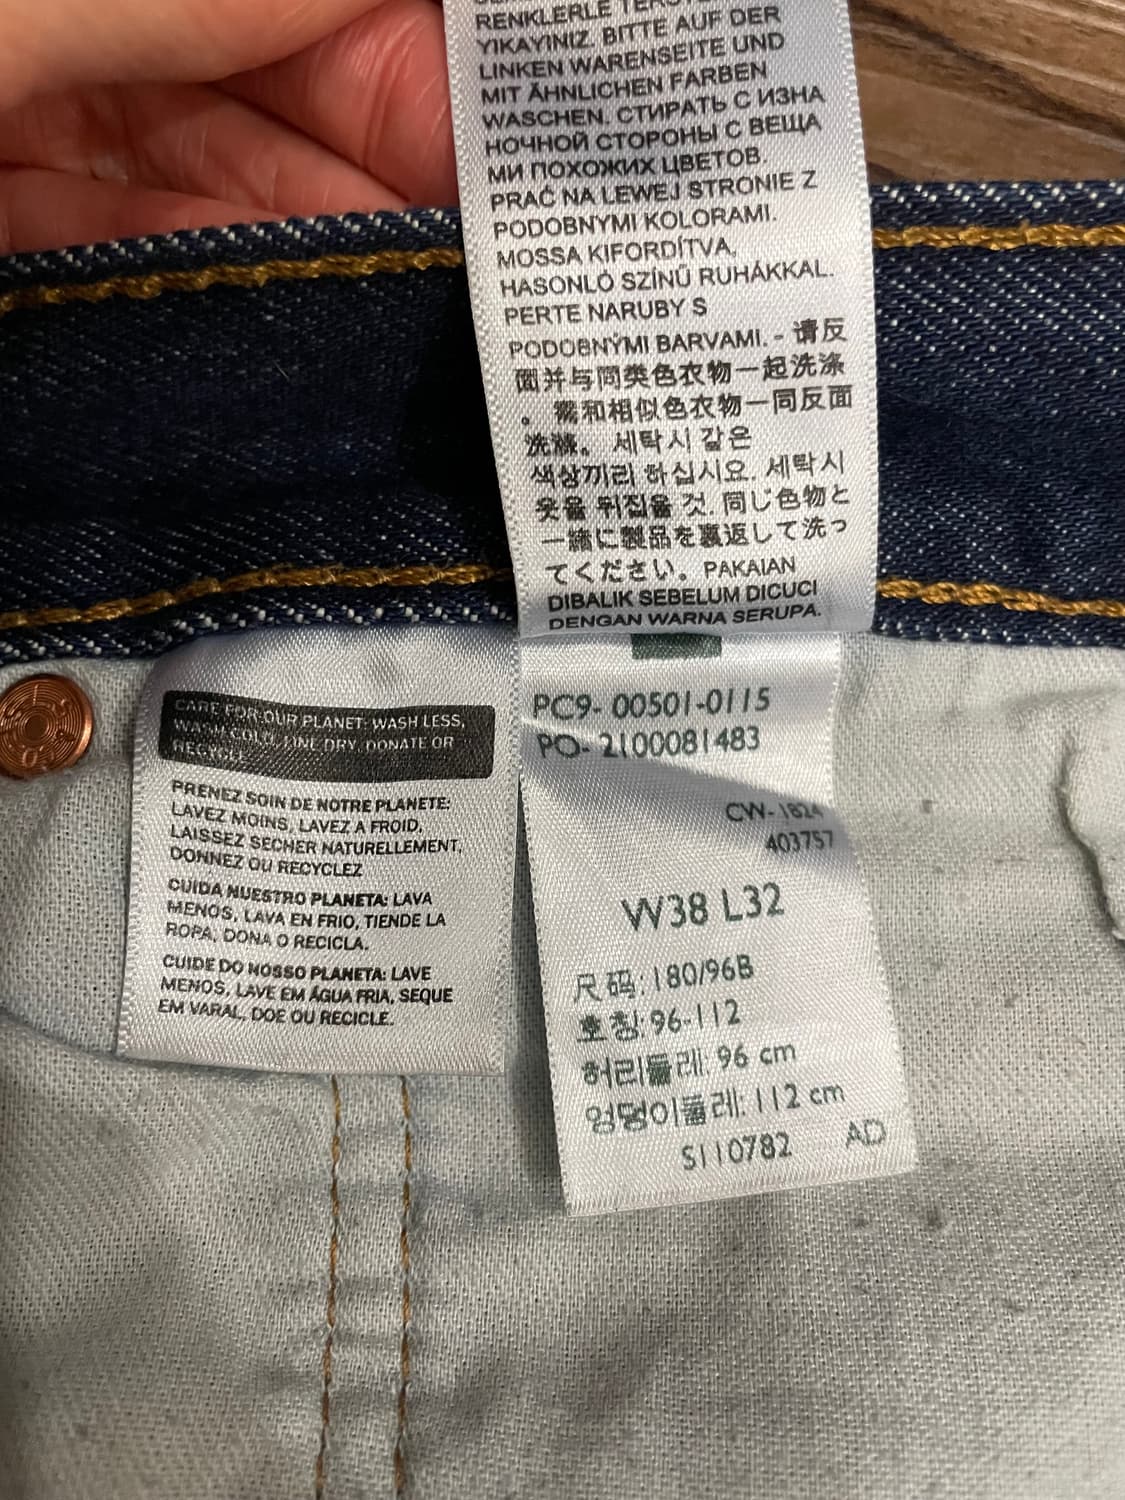 RENKLERLE
YIKAYINIZ. BITTE AUF DER
LINKEN WARENSEITE UND
MIT ÄHNLICHEN FARBEN
WASCHEN. СТИРАТЬ С ИЗНА
НОЧНОЙ СТОРОНЫ С ВЕЩА
МИ ПОХОЖИХ ЦВЕТОВ.
PRAĆ NA LEWEJ STRONIE Z
PODOBNYMI KOLORAMI.
MOSSA KIFORDÍTVA,
HASONLÓ SZÍNŰ RUHÁKKAL.
PERTE NARUBY S
PODOBNÝMI BARVAMI. - 请反
面并与同类色衣物一起洗涤
。需和相似色衣物一同反面
洗滌。 세탁시 같은
색상끼리 하십시요. 세탁시
옷을 뒤집을 것. 同じ色物と
一緒に製品を裏返して洗っ
てください。PAKAIAN
DIBALIK SEBELUM DICUCI
DENGAN WARNA SERUPA.
CARE FOR OUR PLANET: WASH LESS,
WASH COLD, LINE DRY, DONATE OR
RECYCLE
PRENEZ SOIN DE NOTRE PLANETE:
LAVEZ MOINS, LAVEZ A FROID,
LAISSEZ SECHER NATURELLEMENT,
DONNEZ OU RECYCLEZ
CUIDA NUESTRO PLANETA: LAVA
MENOS, LAVA EN FRIO, TIENDE LA
ROPA, DONA O RECICLA.
CUIDE DO NOSSO PLANETA: LAVE
MENOS, LAVE EM ÁGUA FRIA, SEQUE
EM VARAL, DOE OU RECICLE.
PC9- 00501-0115
PO- 2100081483
CW- 1824
403757
W38 L32
尺码: 180/96B
호칭: 96-112
허리둘레: 96 cm
엉덩이둘레: 112 cm
S110782 AD